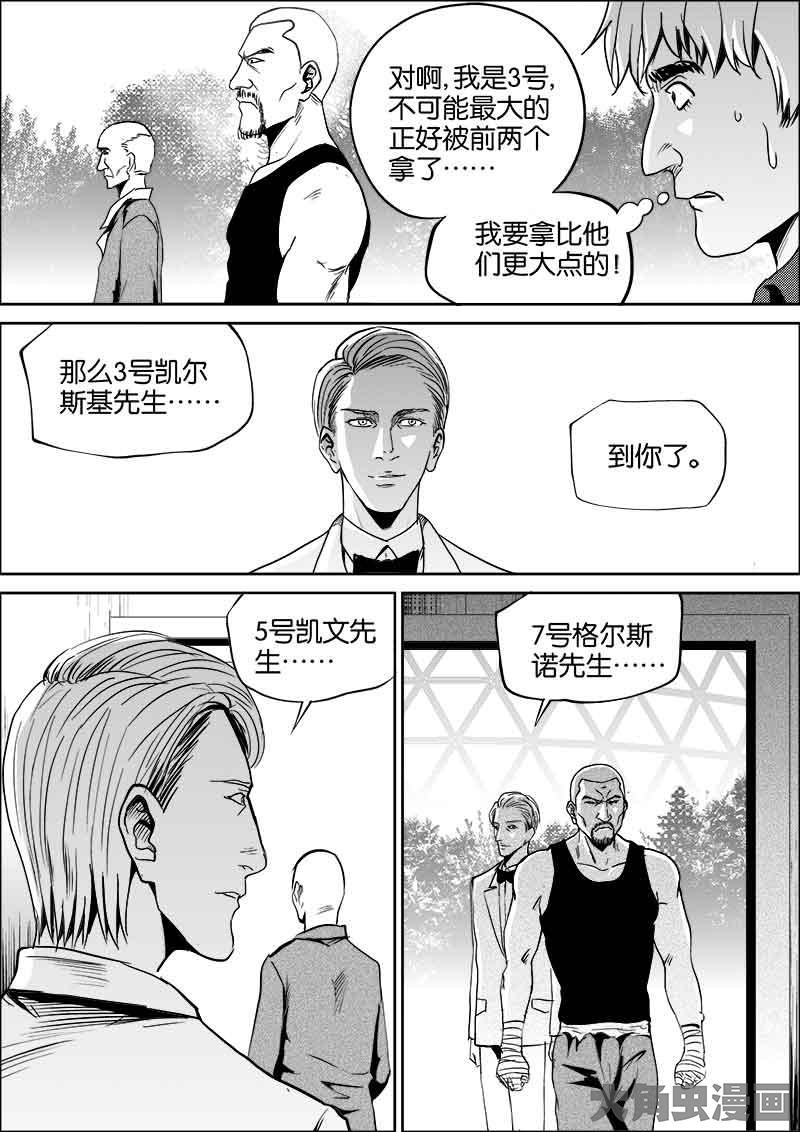 对啊，我是3号，
不可能最大的
正好被前两个
拿了……
我要拿比他
们更大点的！
那么3号凯尔
斯基先生……
到你了。
5号凯文先
生……
7号格尔斯
诺先生……
火角虫漫画